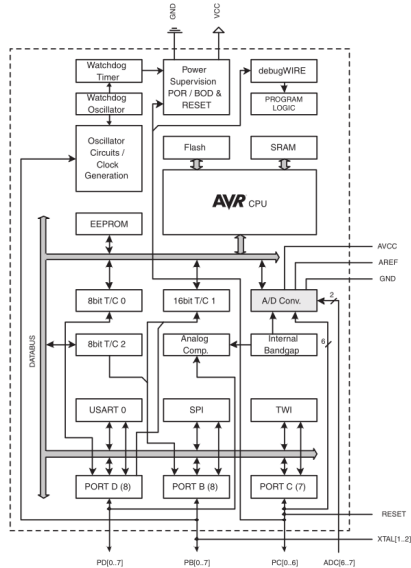 GND
VCC
Watchdog
Timer
Power
Supervision
POR / BOD &
RESET
debugWIRE
Watchdog
Oscillator
PROGRAM
LOGIC
Oscillator
Circuits /
Clock
Generation
Flash
SRAM
AVR CPU
EEPROM
AVCC
AREF
GND
8bit T/C 0
16bit T/C 1
A/D Conv.
2
8bit T/C 2
Analog
Comp.
Internal
Bandgap
6
DATABUS
USART 0
SPI
TWI
PORT D (8)
PORT B (8)
PORT C (7)
RESET
XTAL[1..2]
PD[0..7]
PB[0..7]
PC[0..6]
ADC[6..7]